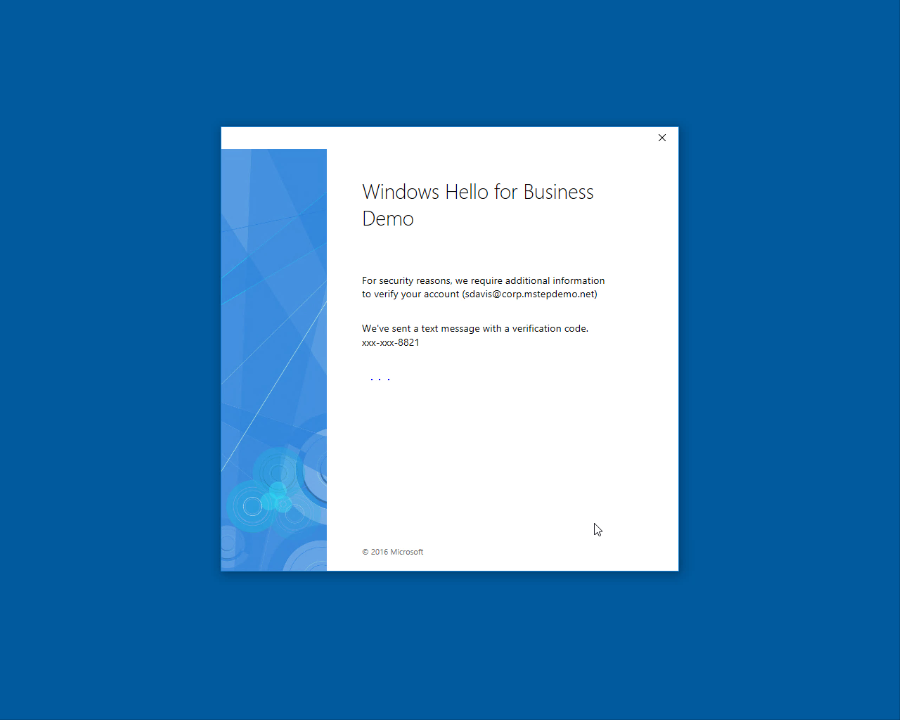 Windows Hello for Business
Demo
For security reasons, we require additional information
to verify your account (sdavis@corp.mstepdemo.net)
We've sent a text message with a verification code.
xxx-xxx-8821
. . .
© 2016 Microsoft